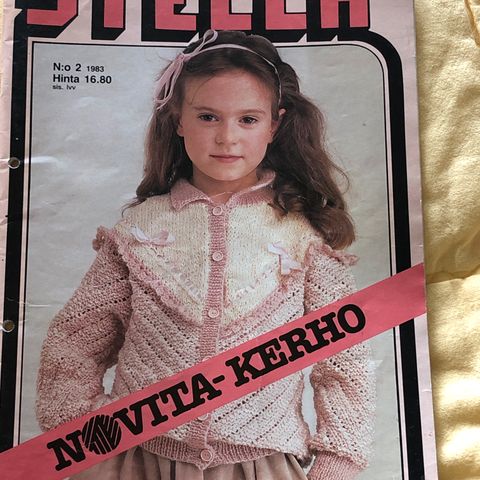 STELLA
N:o 2 1983
Hinta 16.80
sis. lvv
NOVITA-KERHO